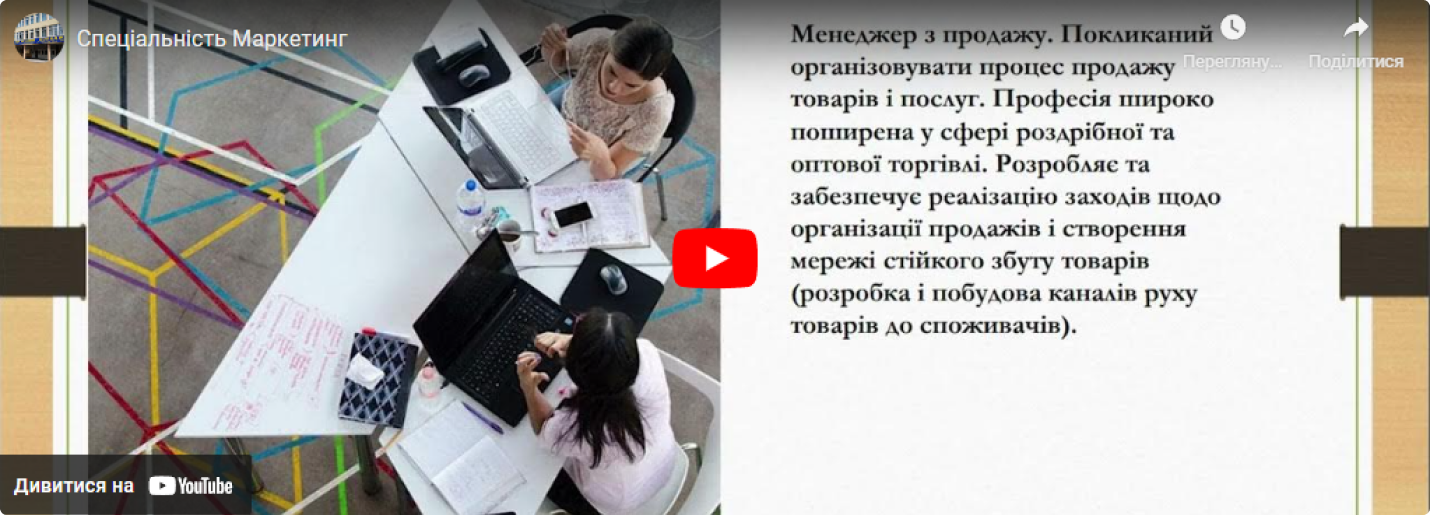 Спеціальність Маркетинг
Перегляну...
Поділитися
Менеджер з продажу. Покликаний
організовувати процес продажу
товарів і послуг. Професія широко
поширена у сфері роздрібної та
оптової торгівлі. Розробляє та
забезпечує реалізацію заходів щодо
організації продажів і створення
мережі стійкого збуту товарів
(розробка і побудова каналів руху
товарів до споживачів).
Дивитися на YouTube